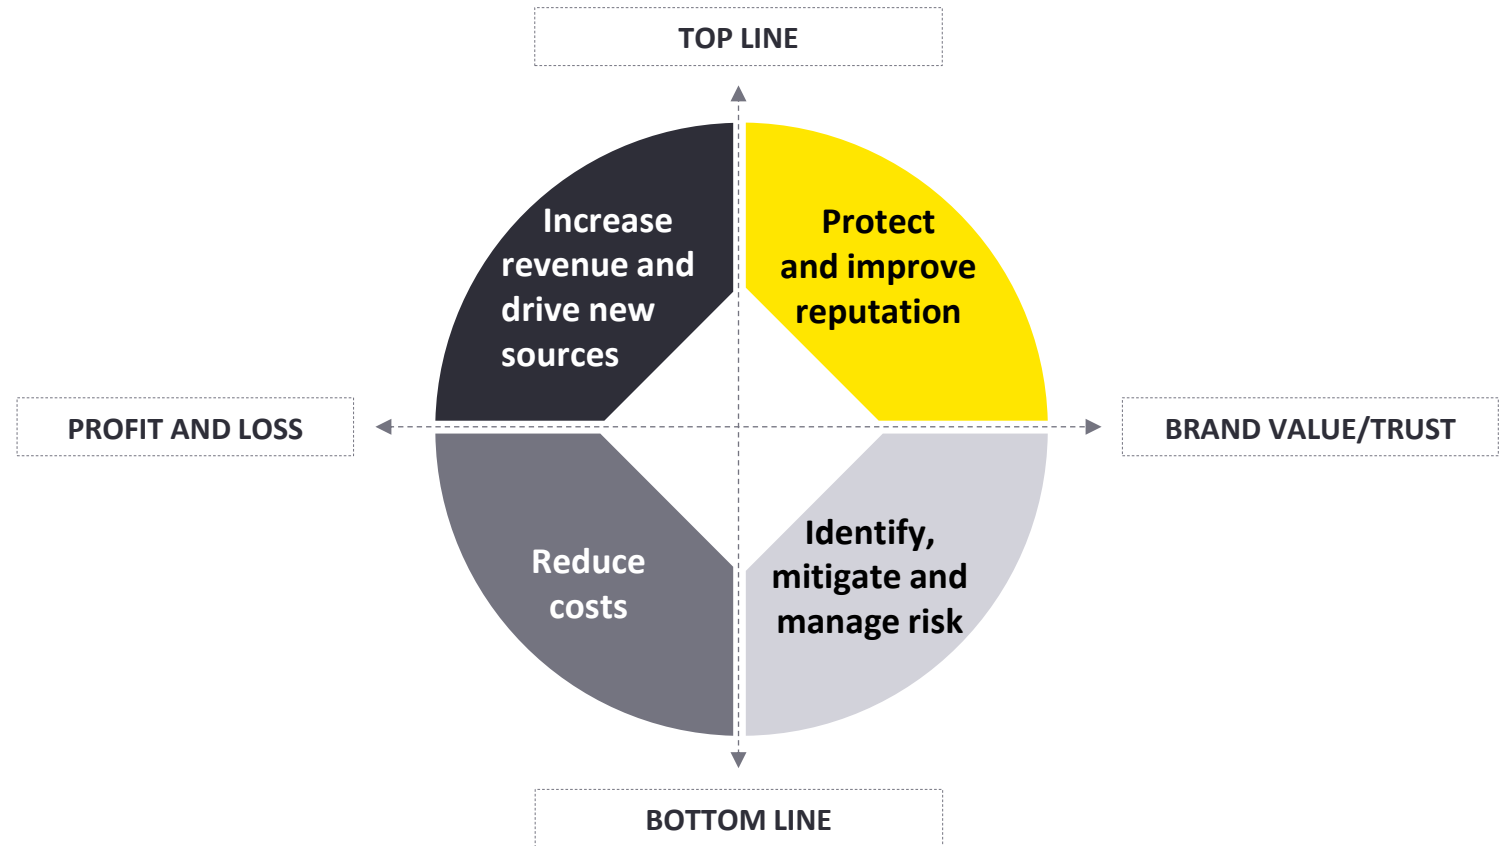 TOP LINE
Increase
revenue and
drive new
sources
Protect
and improve
reputation
PROFIT AND LOSS
BRAND VALUE/TRUST
Reduce
costs
Identify,
mitigate and
manage risk
BOTTOM LINE